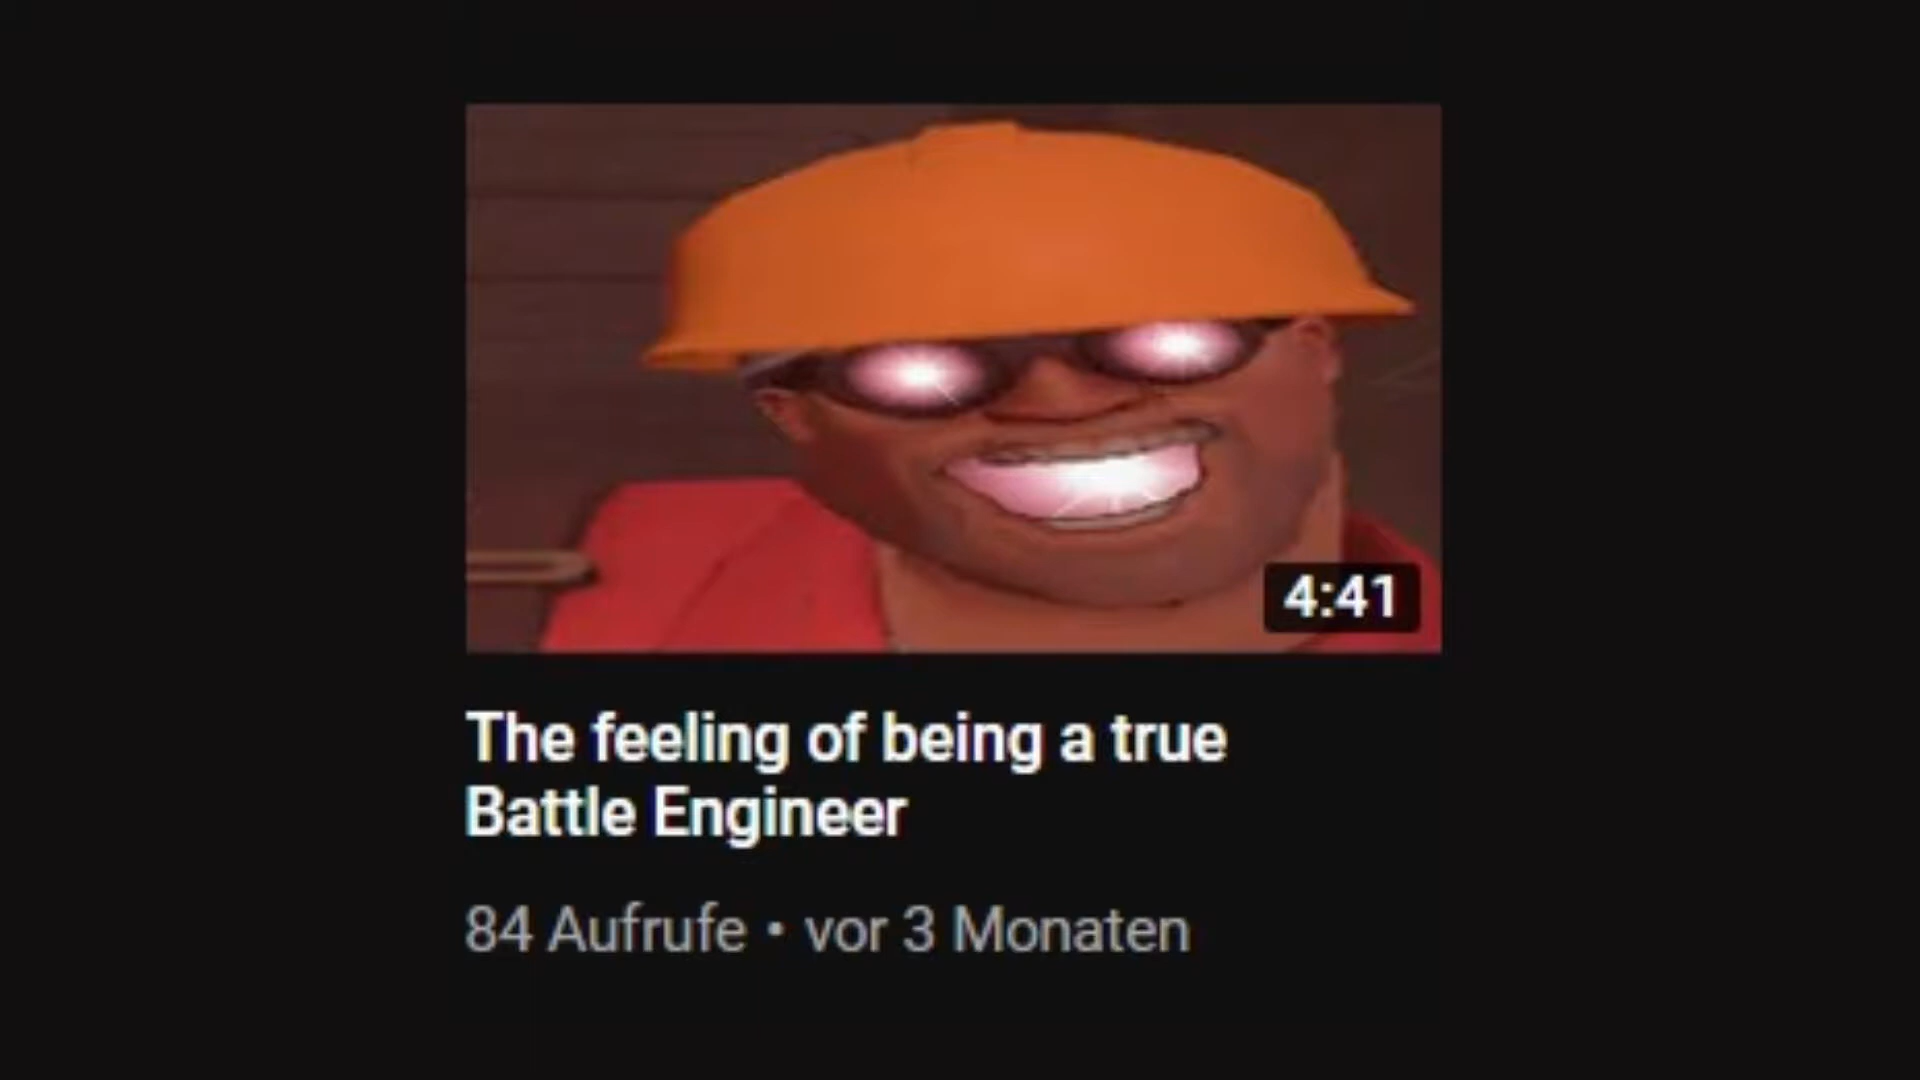 4:41
The feeling of being a true
Battle Engineer
84 Aufrufe • vor 3 Monaten